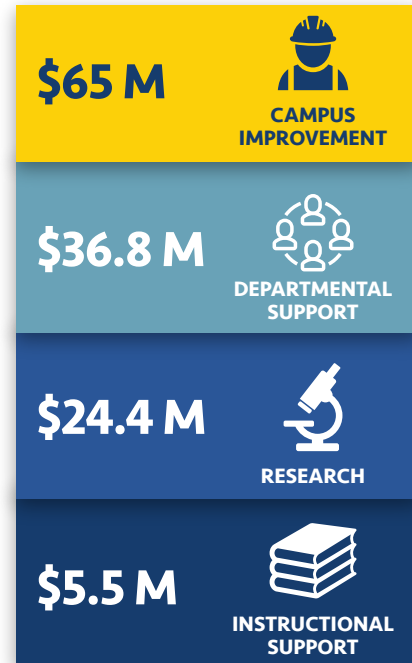 $65 M
CAMPUS
IMPROVEMENT
$36.8 M
DEPARTMENTAL
SUPPORT
$24.4 M
RESEARCH
$5.5 M
INSTRUCTIONAL
SUPPORT